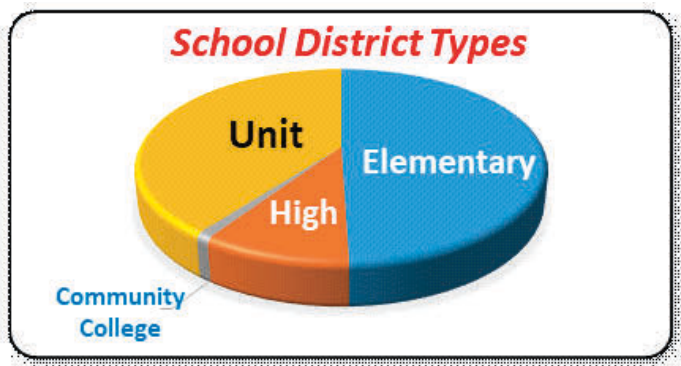 School District Types
Unit
Elementary
High
Community
College